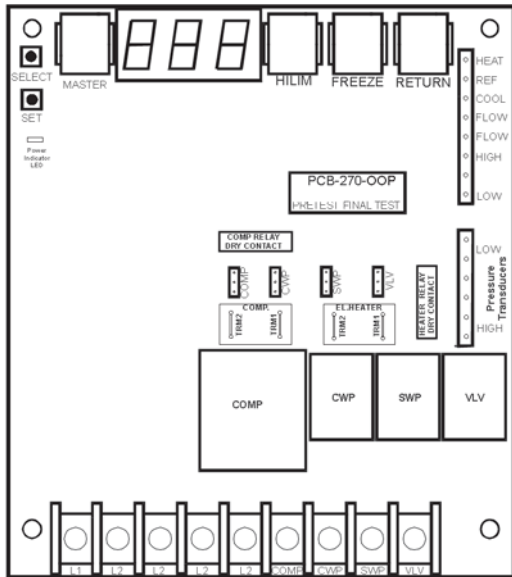 SELECT
SET
Power
Indicator
LED
MASTER
HILIM
FREEZE
RETURN
HEAT
REF
COOL
FLOW
FLOW
HIGH
LOW
PCB-270-OOP
PRETEST FINAL TEST
COMP RELAY
DRY CONTACT
COMP
CWP
SWP
VLV
COMP.
TRM2
TRM1
EL.HEATER
TRM2
TRM1
HEATER RELAY
DRY CONTACT
LOW
HIGH
Pressure
Transducers
COMP
CWP
SWP
VLV
L1 L2 L2 L2 L2 COMP CWP SWP VLV